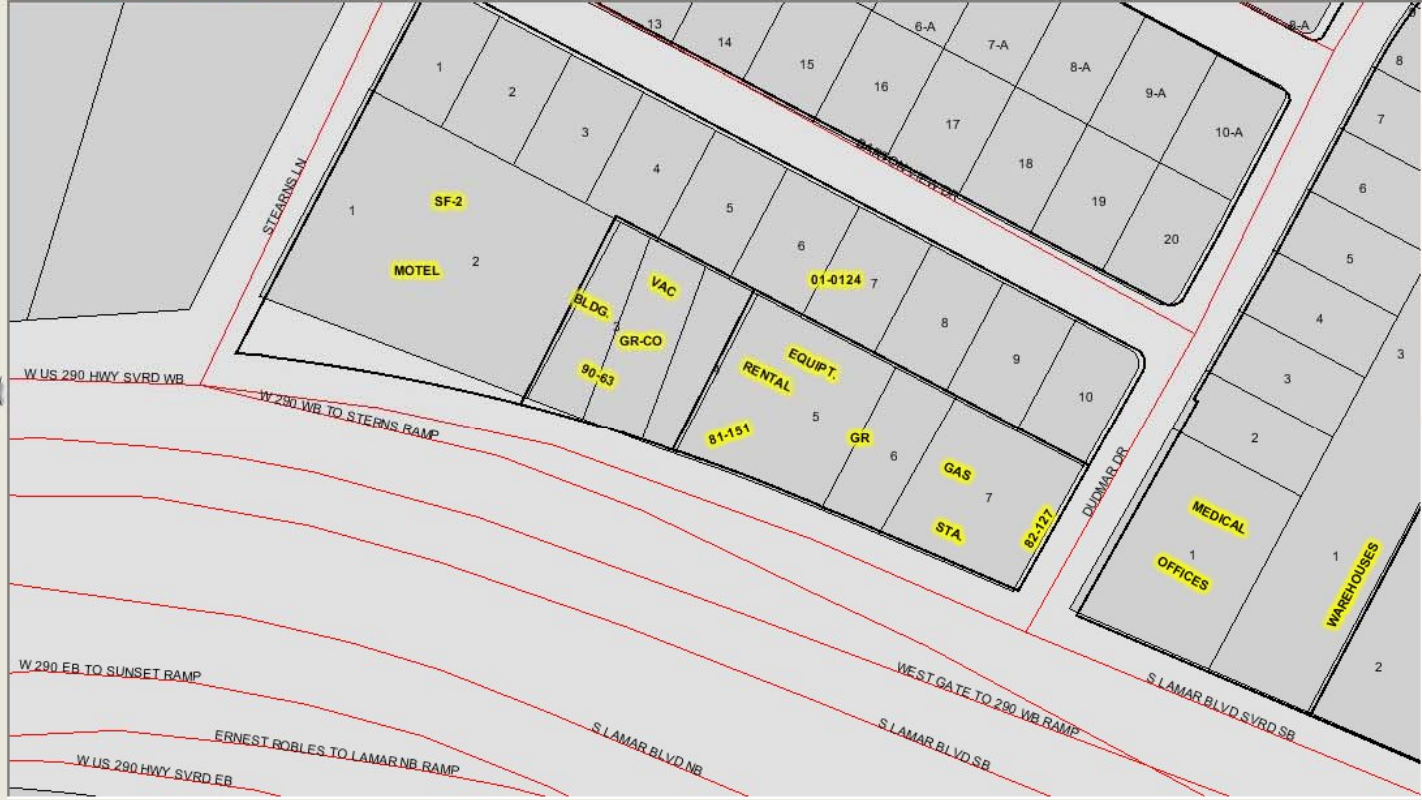 13
14
15
16
17
18
19
20
6-A
7-A
8-A
9-A
10-A
8-A
8
7
6
5
4
3
2
3
1
2
3
4
5
6
7
8
9
10
BARTON VIEW DR
STEARNS LN
DUDMAR DR
1
SF-2
MOTEL
2
BLDG.
VAC
3
GR-CO
90-63
01-0124
RENTAL
EQUIPT.
81-151
5
GR
6
GAS
7
STA.
82-127
MEDICAL
1
OFFICES
1
WAREHOUSES
2
W US 290 HWY SVRD WB
W 290 WB TO STERNS RAMP
W 290 EB TO SUNSET RAMP
ERNEST ROBLES TO LAMAR NB RAMP
W US 290 HWY SVRD EB
S LAMAR BLVD NB
S LAMAR BLVD SB
WEST GATE TO 290 WB RAMP
S LAMAR BLVD SVRD SB